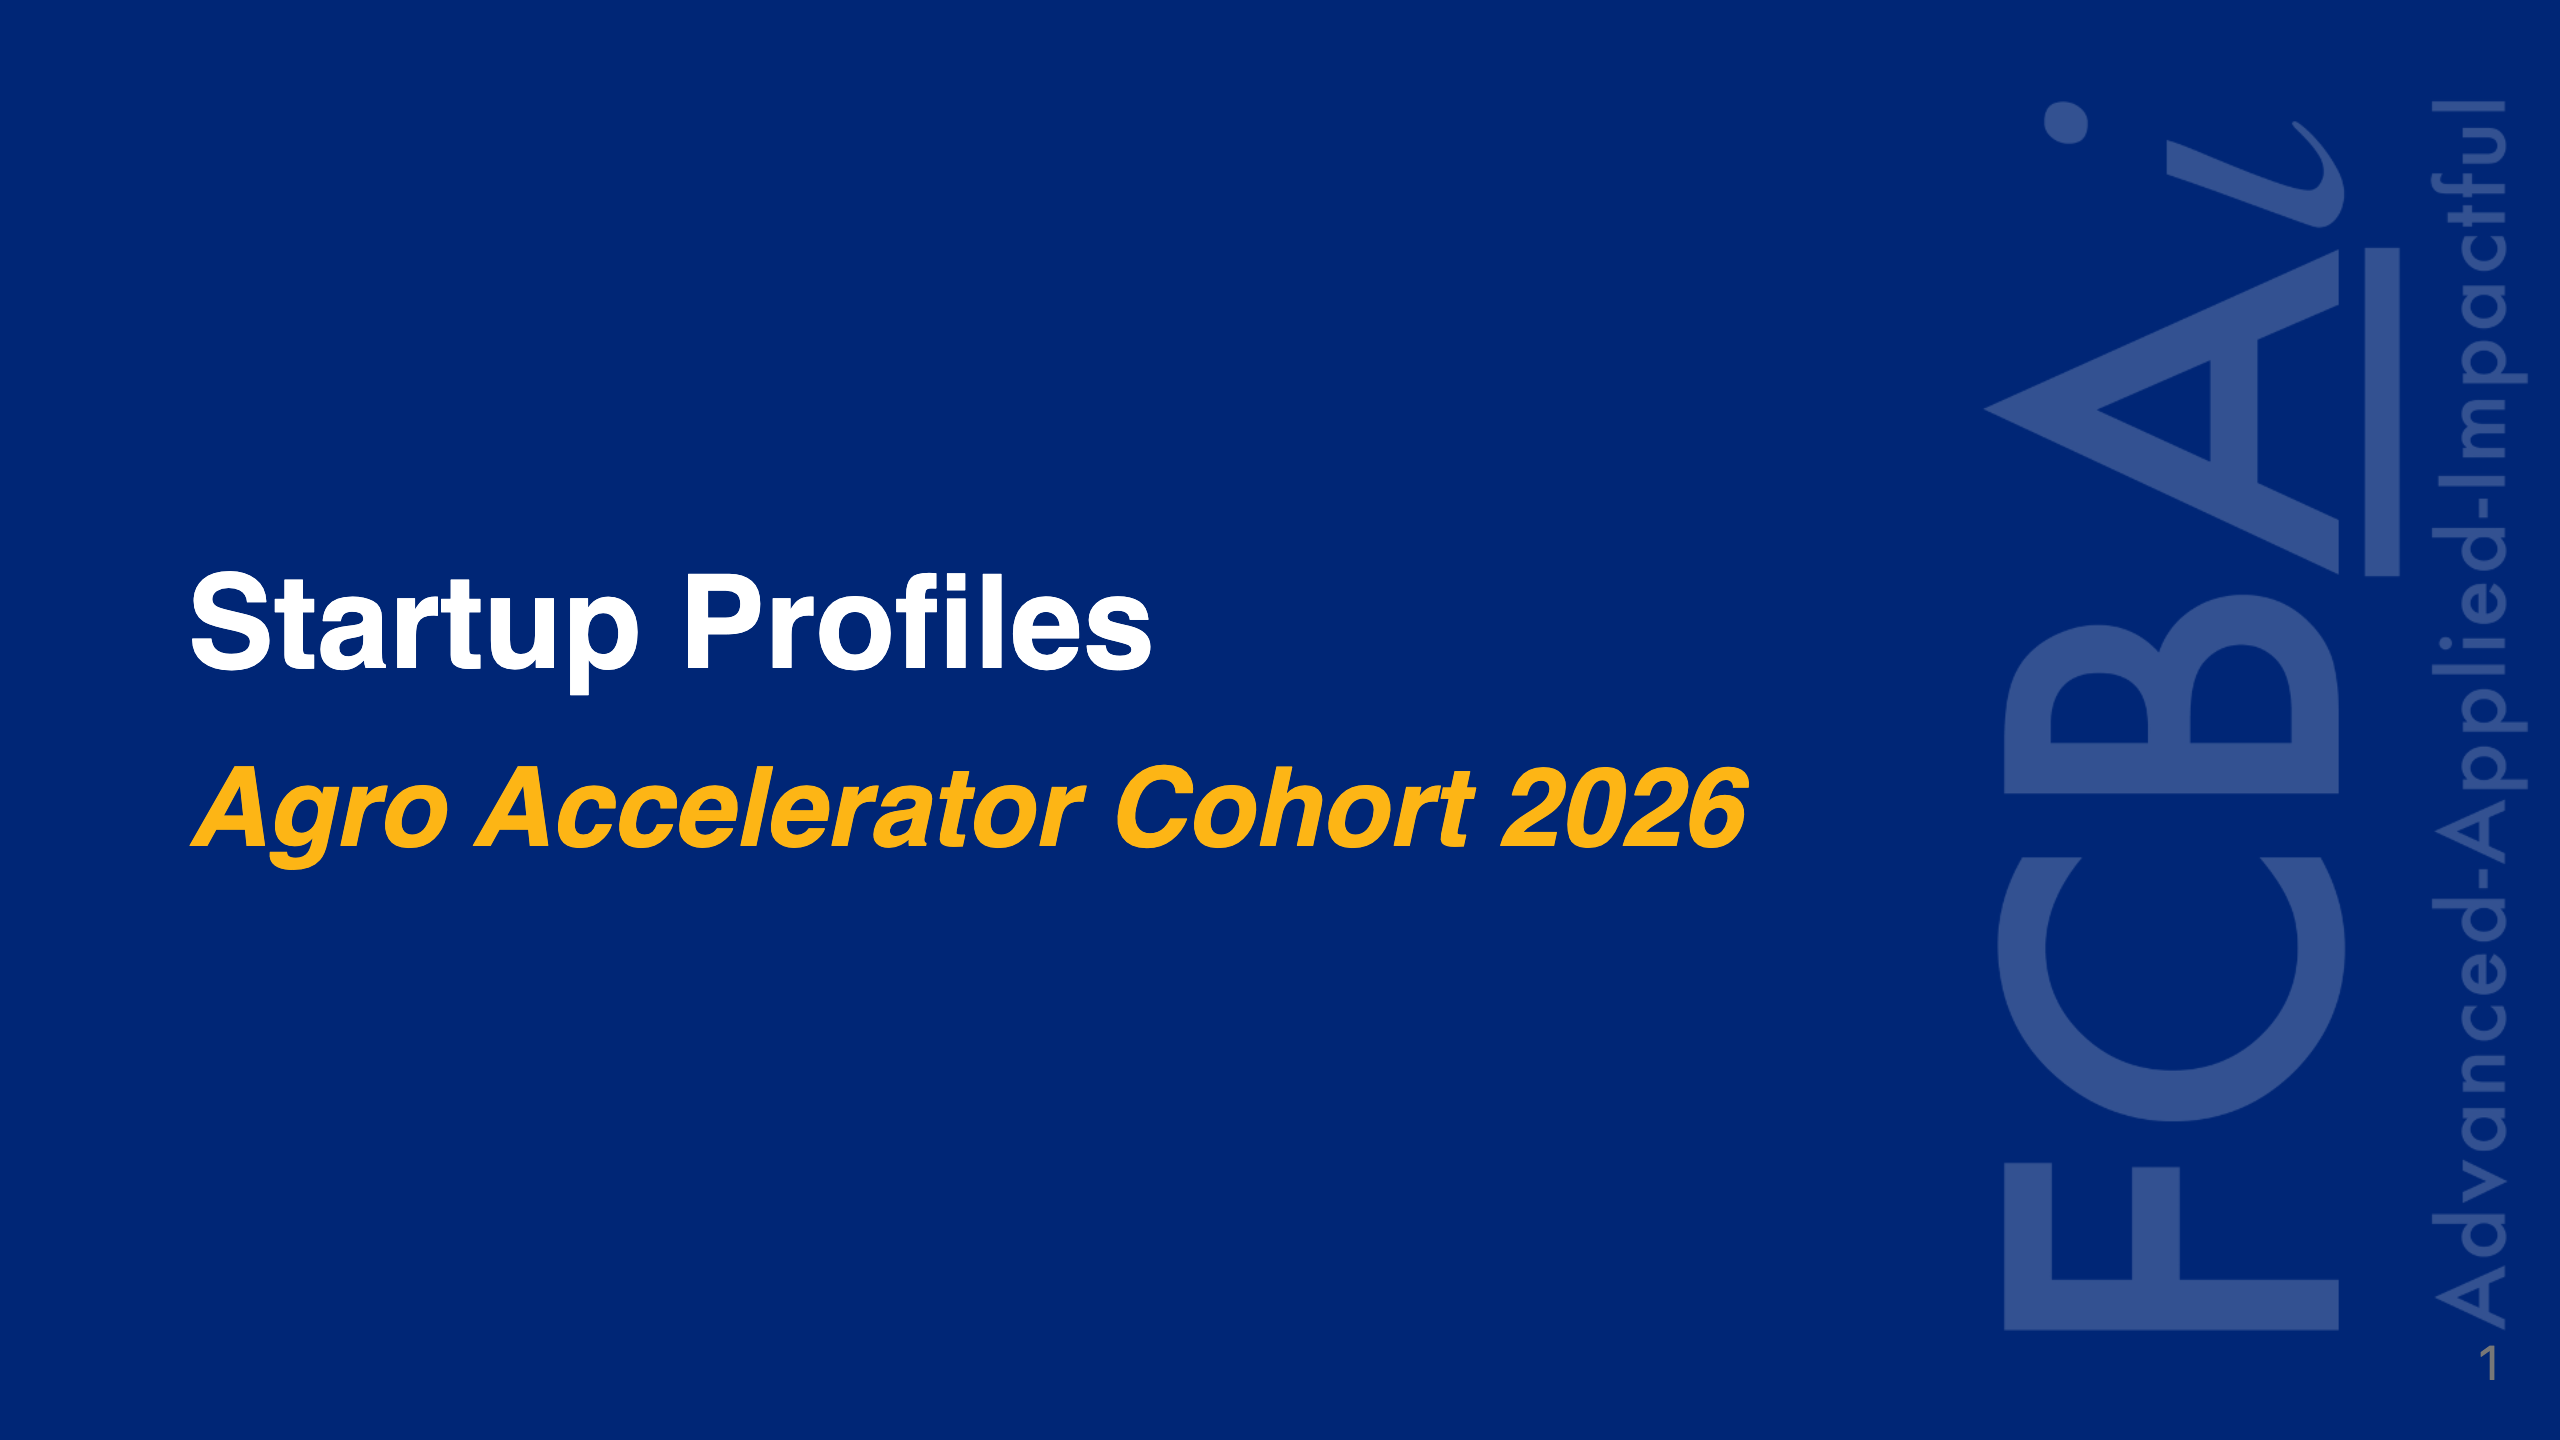 Startup Profiles
Agro Accelerator Cohort 2026
FCBAi
Advanced-Applied-Impactful
1